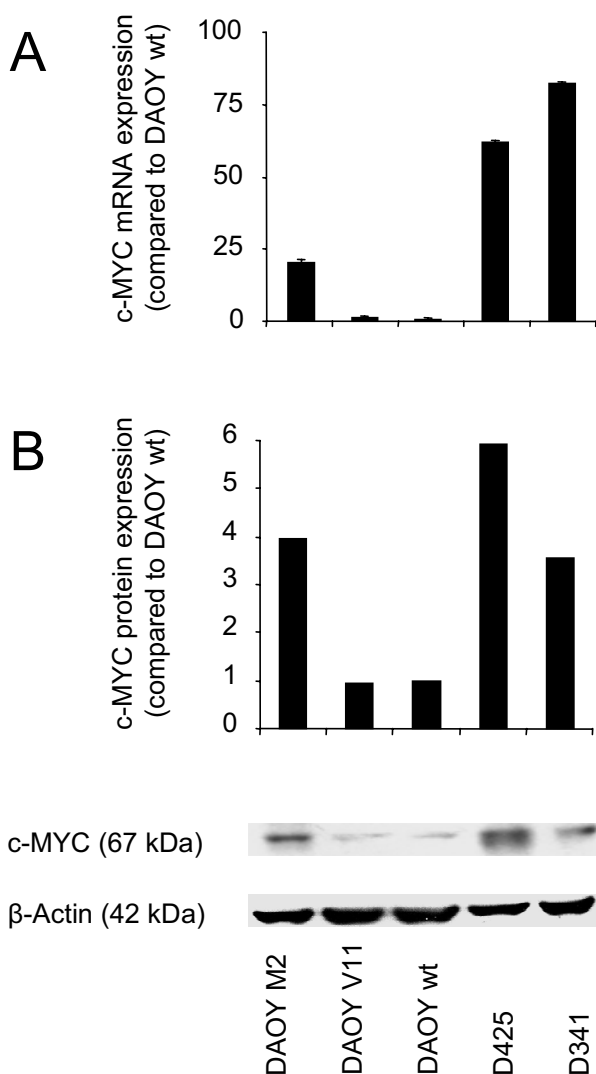 A
c-MYC mRNA expression
(compared to DAOY wt)
100
75
50
25
0
B
c-MYC protein expression
(compared to DAOY wt)
6
5
4
3
2
1
0
c-MYC (67 kDa)
β-Actin (42 kDa)
DAOY M2
DAOY V11
DAOY wt
D425
D341